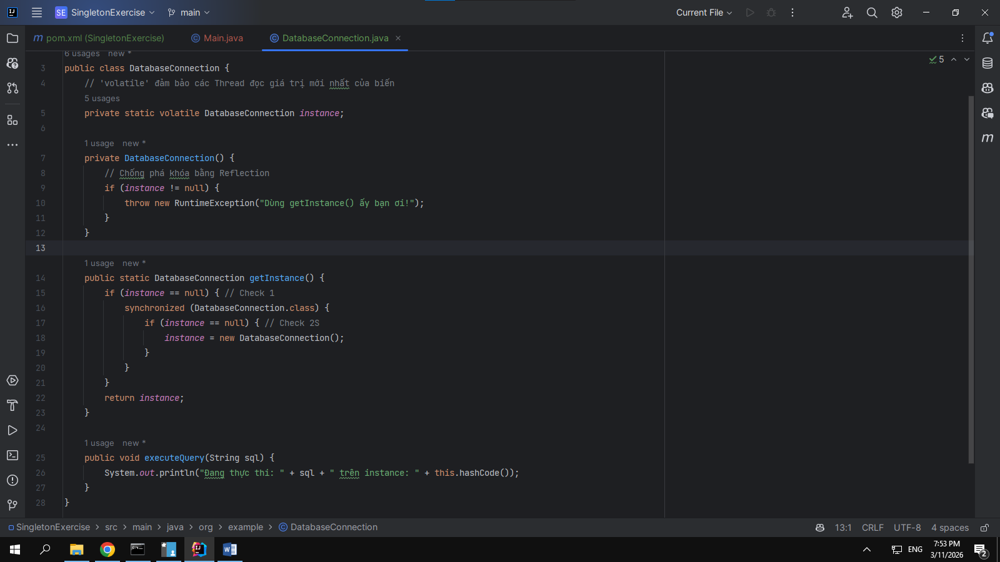 SE SingletonExercise main Current File
m pom.xml (SingletonExercise) Main.java DatabaseConnection.java
6 usages new *
5
3 public class DatabaseConnection {
4 // 'volatile' đảm bảo các Thread đọc giá trị mới nhất của biến
5 usages
5 private static volatile DatabaseConnection instance;
6
1 usage new *
7 private DatabaseConnection() {
8 // Chống phá khóa bằng Reflection
9 if (instance != null) {
10 throw new RuntimeException("Dùng getInstance() ấy bạn ơi!");
11 }
12 }
13
1 usage new *
14 public static DatabaseConnection getInstance() {
15 if (instance == null) { // Check 1
16 synchronized (DatabaseConnection.class) {
17 if (instance == null) { // Check 2S
18 instance = new DatabaseConnection();
19 }
20 }
21 }
22 return instance;
23 }
24
1 usage new *
25 public void executeQuery(String sql) {
26 System.out.println("Đang thực thi: " + sql + " trên instance: " + this.hashCode());
27 }
28 }
SingletonExercise > src > main > java > org > example > DatabaseConnection 13:1 CRLF UTF-8 4 spaces
ENG 7:53 PM
3/11/2026 2